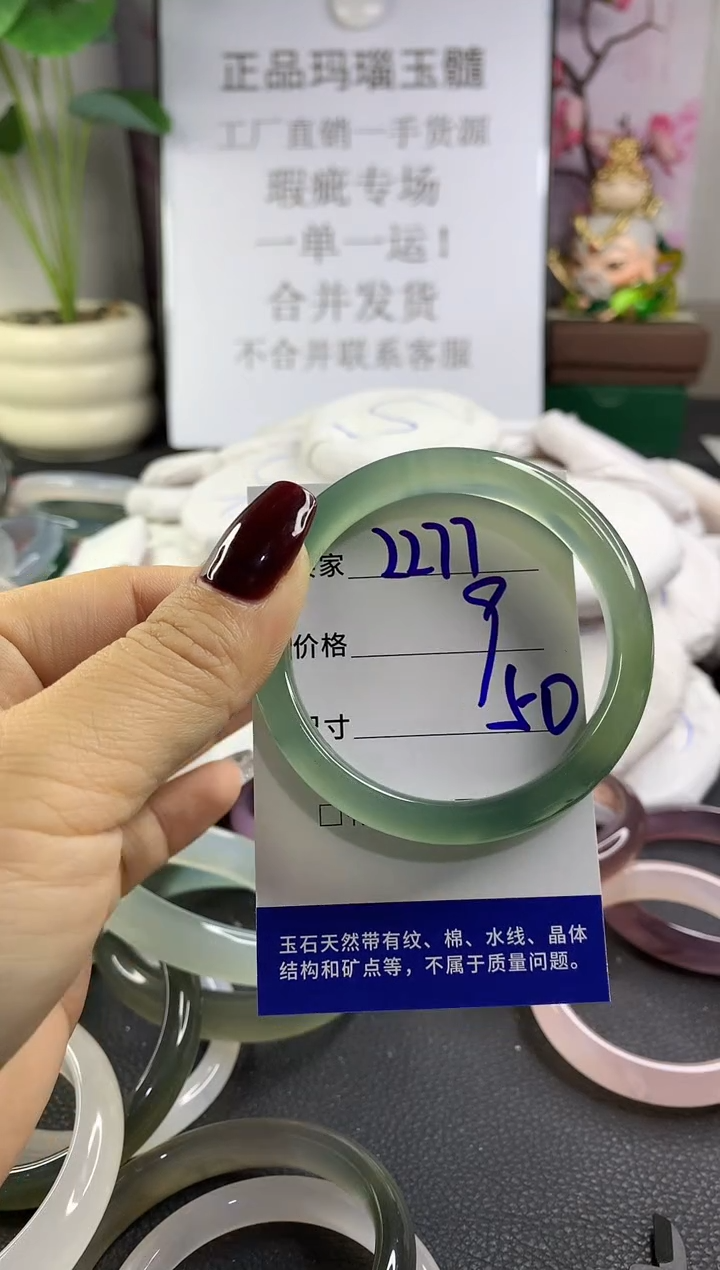 正品玛瑙玉髓
工厂直销一手货源
瑕疵专场
一单一运！
合并发货
不合并联系客服
家 2277
价格 9
寸 50
玉石天然带有纹、棉、水线、晶体
结构和矿点等，不属于质量问题。